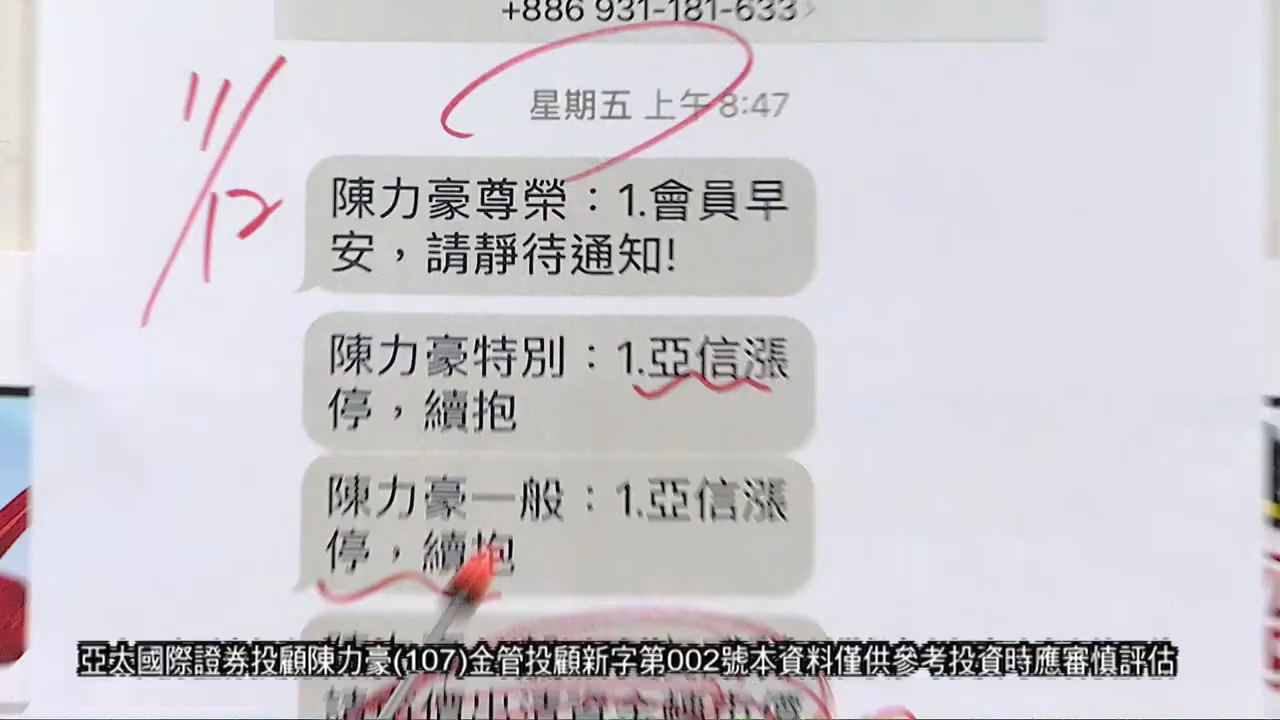 +886 931-181-633
11/12
星期五 上午8:47
陳力豪尊榮：1.會員早
安，請靜待通知!
陳力豪特別：1.亞信漲
停，續抱
陳力豪一般：1.亞信漲
停，續抱
亞太國際證券投顧陳力豪(107)金管投顧新字第002號本資料僅供參考投資時應審慎評估